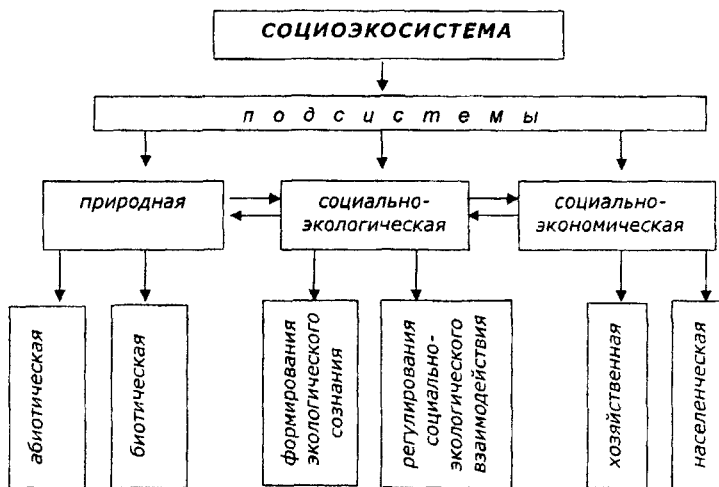 СОЦИОЭКОСИСТЕМА
подсистемы
природная
социально-
экологическая
социально-
экономическая
абиотическая
биотическая
формирования
экологического
сознания
регулирования
социально-
экологического
взаимодействия
хозяйственная
населенческая